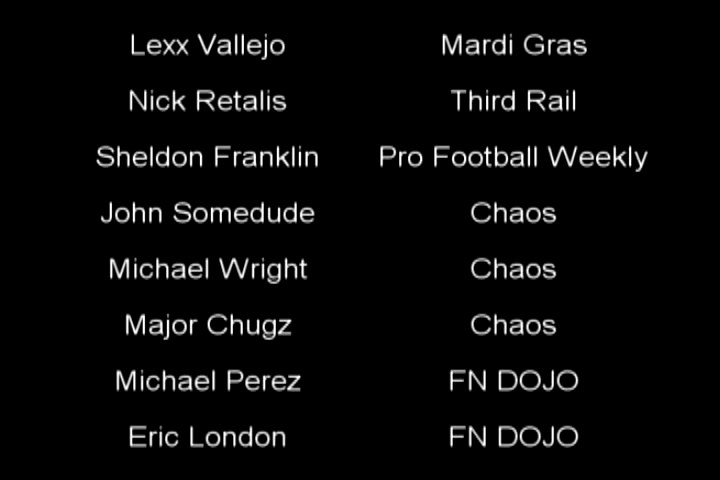 Lexx Vallejo Mardi Gras
Nick Retalis Third Rail
Sheldon Franklin Pro Football Weekly
John Somedude Chaos
Michael Wright Chaos
Major Chugz Chaos
Michael Perez FN DOJO
Eric London FN DOJO